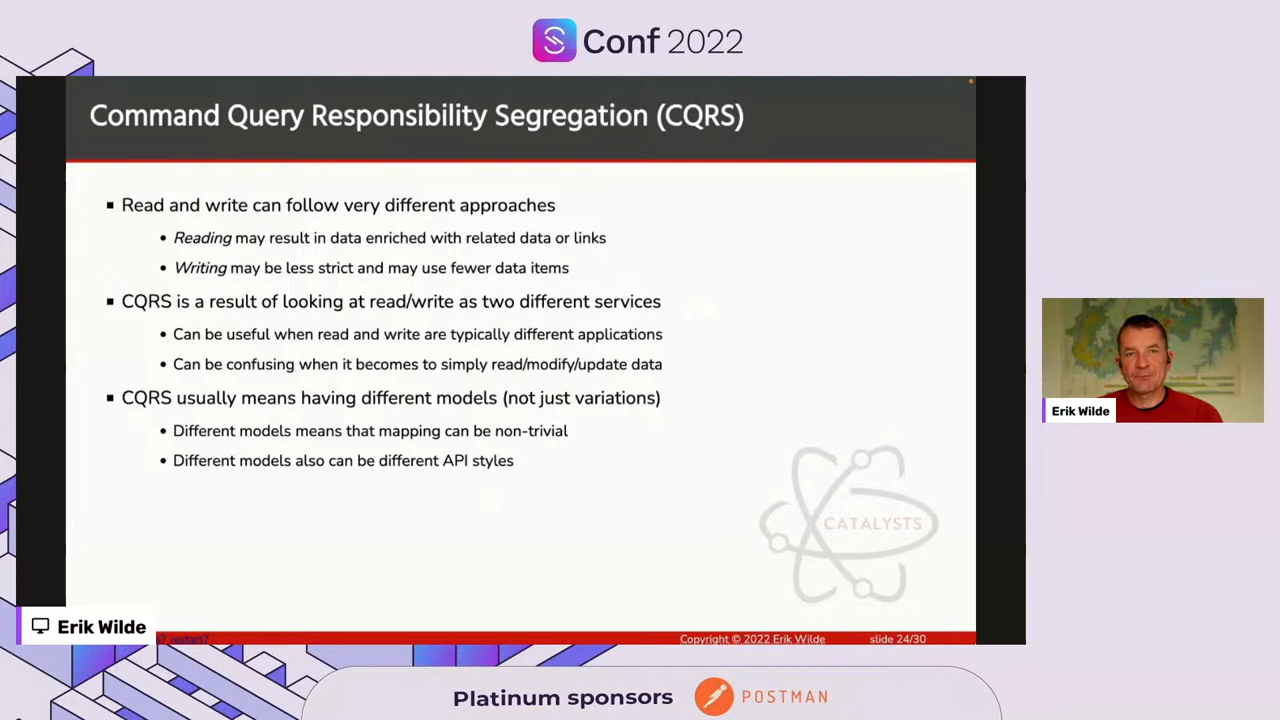 Conf 2022
Command Query Responsibility Segregation (CQRS)
Read and write can follow very different approaches
Reading may result in data enriched with related data or links
Writing may be less strict and may use fewer data items
CQRS is a result of looking at read/write as two different services
Can be useful when read and write are typically different applications
Can be confusing when it becomes to simply read/modify/update data
CQRS usually means having different models (not just variations)
Different models means that mapping can be non-trivial
Different models also can be different API styles
CATALYSTS
Erik Wilde
Erik Wilde
restart?
Copyright © 2022 Erik Wilde
slide 24/30
Platinum sponsors
POSTMAN